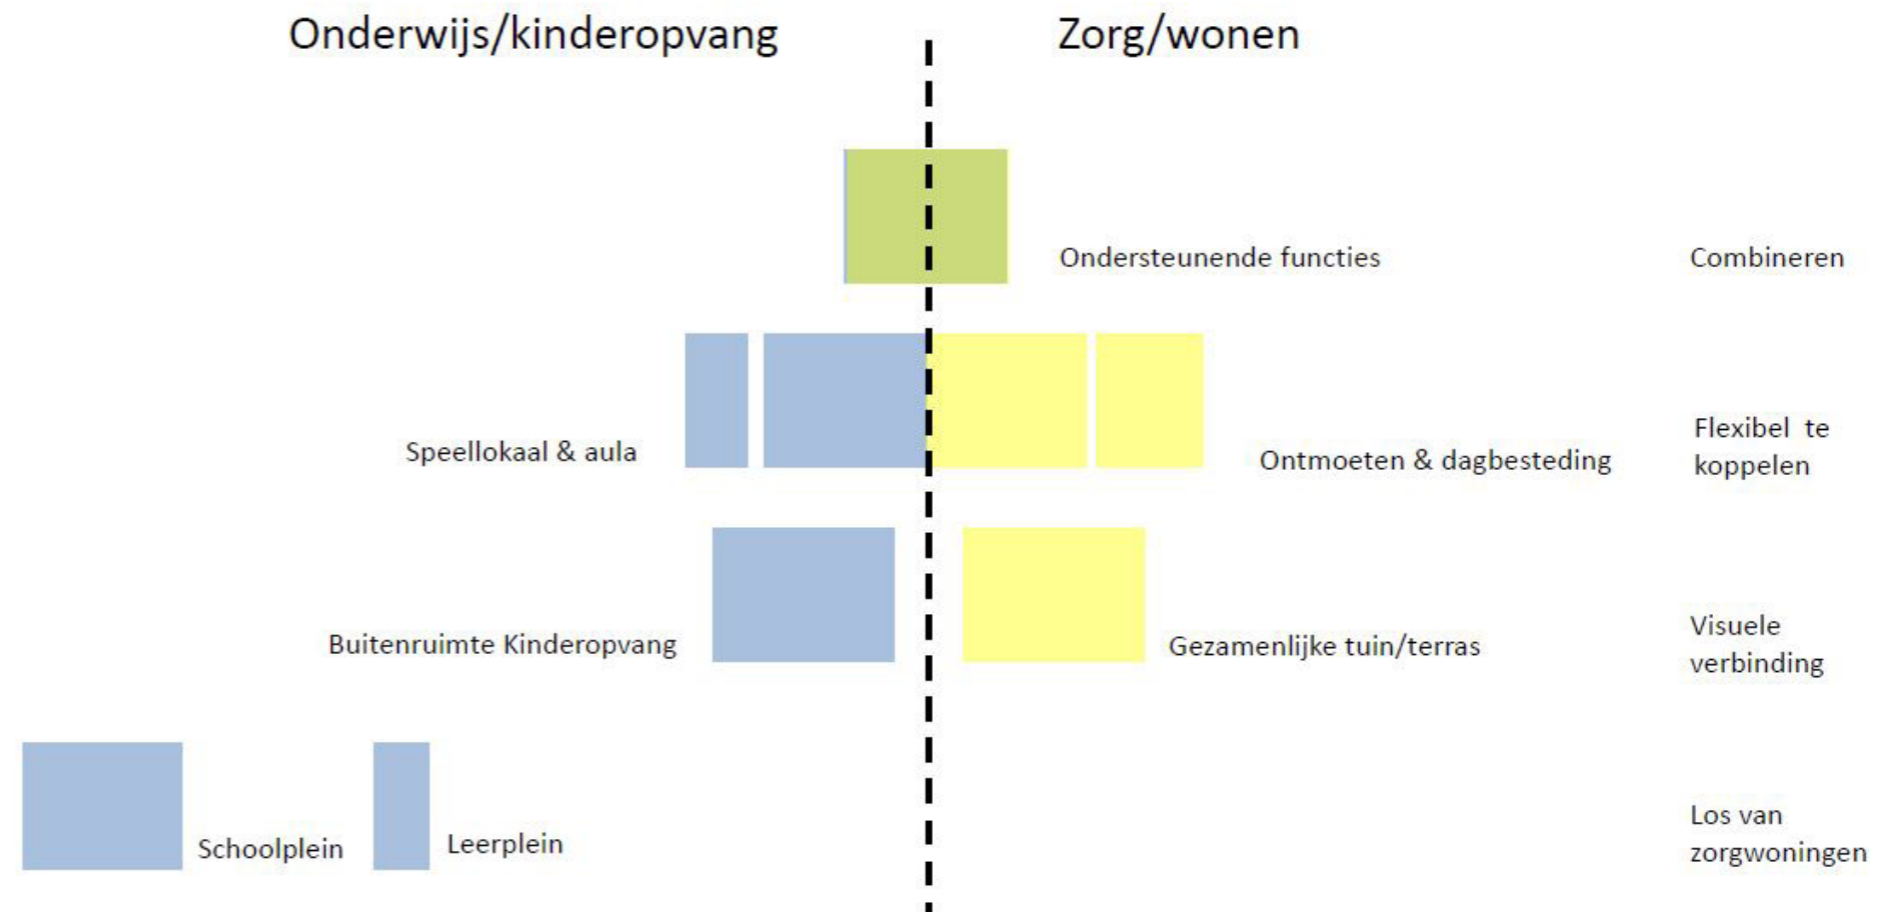 Onderwijs/kinderopvang
Zorg/wonen
Ondersteunende functies
Combineren
Speellokaal & aula
Ontmoeten & dagbesteding
Flexibel te
koppelen
Buitenruimte Kinderopvang
Gezamenlijke tuin/terras
Visuele
verbinding
Schoolplein
Leerplein
Los van
zorgwoningen